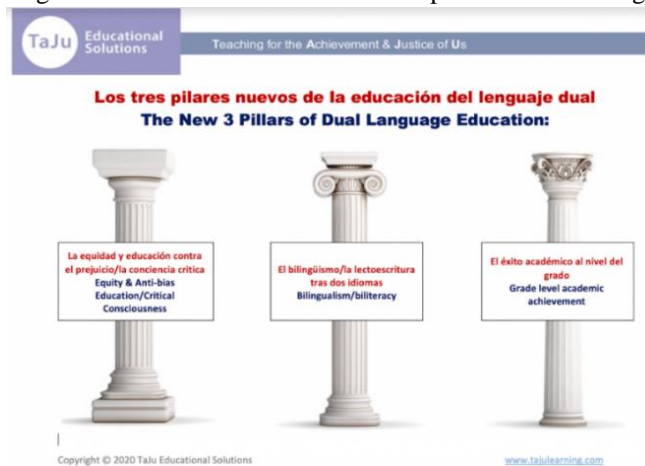 TaJu
Educational
Solutions
Teaching for the Achievement & Justice of Us
Los tres pilares nuevos de la educación del lenguaje dual
The New 3 Pillars of Dual Language Education:
La equidad y educación contra
el prejuicio/la conciencia critica
Equity & Anti-bias
Education/Critical
Consciousness
El bilingüismo/la lectoescritura
tras dos idiomas
Bilingualism/biliteracy
El éxito académico al nivel del
grado
Grade level academic
achievement
Copyright © 2020 TaJu Educational Solutions
www.tajulearning.com